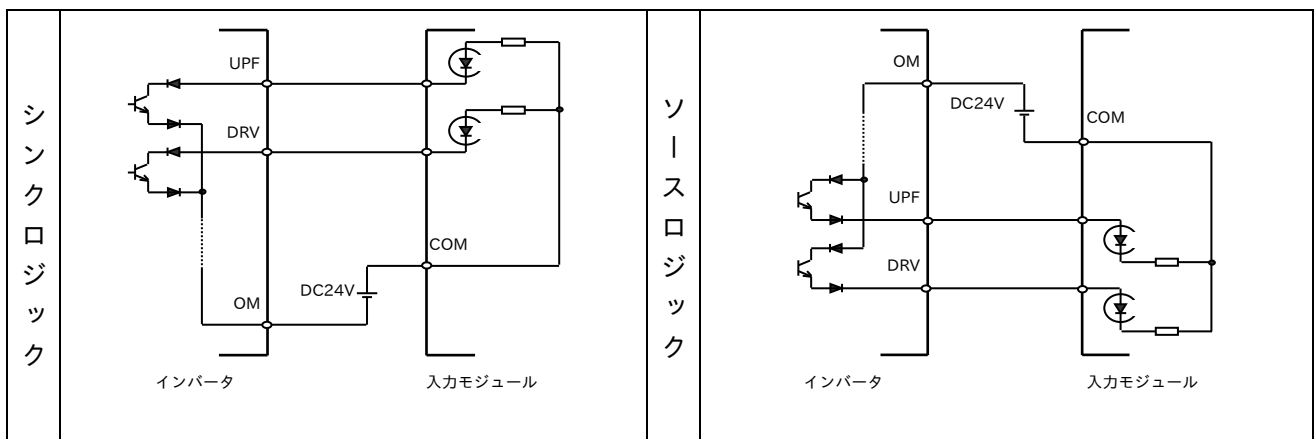 シンクロジック
UPF
DRV
COM
DC24V
OM
インバータ
入力モジュール
ソースロジック
OM
DC24V
COM
UPF
DRV
インバータ
入力モジュール